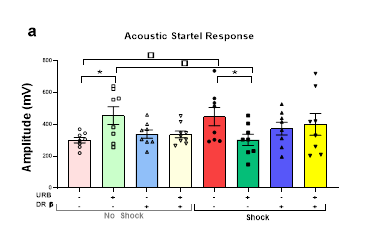 a
Acoustic Startel Response
Amplitude (mV)
800
600
400
200
0
* *
URB - + - + - + - +
DR β - - + + - - + +
No Shock Shock